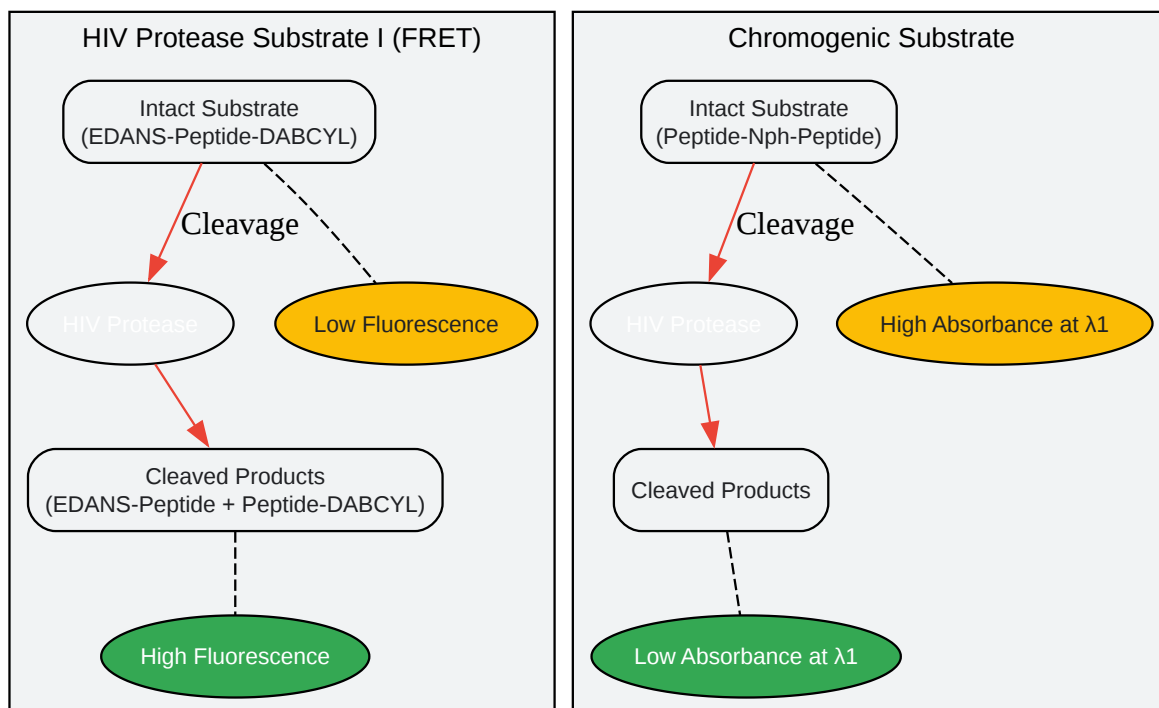 HIV Protease Substrate I (FRET)
Intact Substrate
(EDANS-Peptide-DABCYL)
Cleavage
HIV Protease
Low Fluorescence
Cleaved Products
(EDANS-Peptide + Peptide-DABCYL)
High Fluorescence
Chromogenic Substrate
Intact Substrate
(Peptide-Nph-Peptide)
Cleavage
HIV Protease
High Absorbance at λ1
Cleaved Products
Low Absorbance at λ1